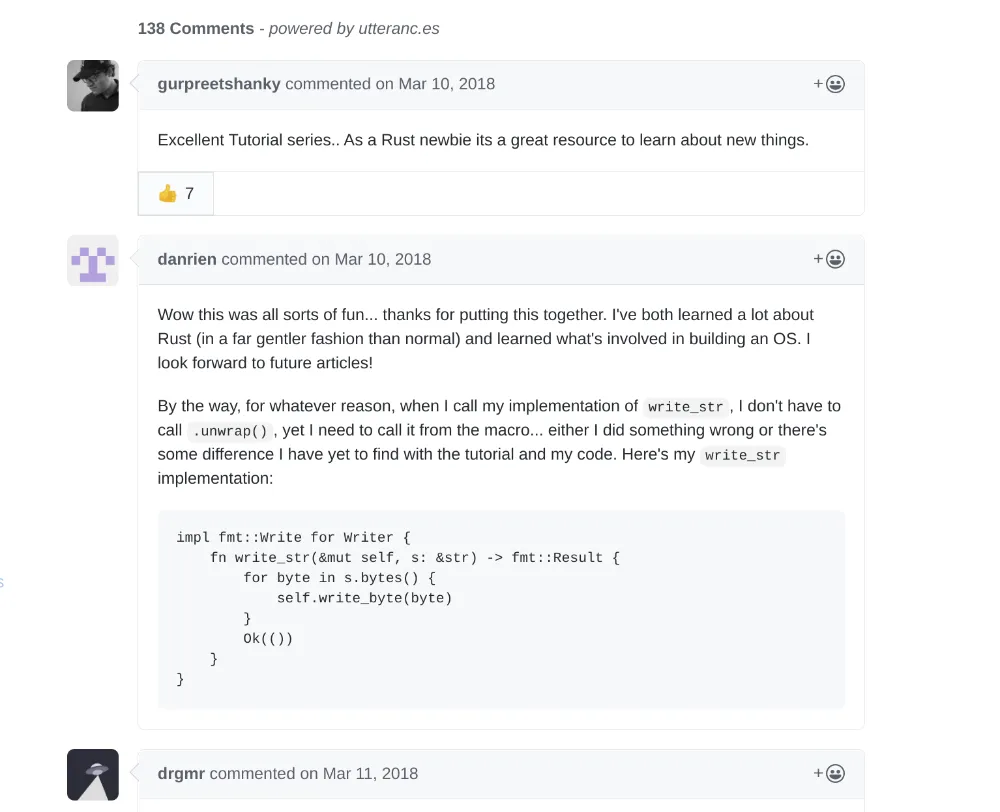 138 Comments - powered by utteranc.es
gurpreetshanky commented on Mar 10, 2018
Excellent Tutorial series.. As a Rust newbie its a great resource to learn about new things.
👍 7
danrien commented on Mar 10, 2018
Wow this was all sorts of fun... thanks for putting this together. I've both learned a lot about
Rust (in a far gentler fashion than normal) and learned what's involved in building an OS. I
look forward to future articles!
By the way, for whatever reason, when I call my implementation of write_str, I don't have to
call .unwrap(), yet I need to call it from the macro... either I did something wrong or there's
some difference I have yet to find with the tutorial and my code. Here's my write_str
implementation:
impl fmt::Write for Writer {
    fn write_str(&mut self, s: &str) -> fmt::Result {
        for byte in s.bytes() {
            self.write_byte(byte)
        }
        Ok(())
    }
}
s
drgmr commented on Mar 11, 2018